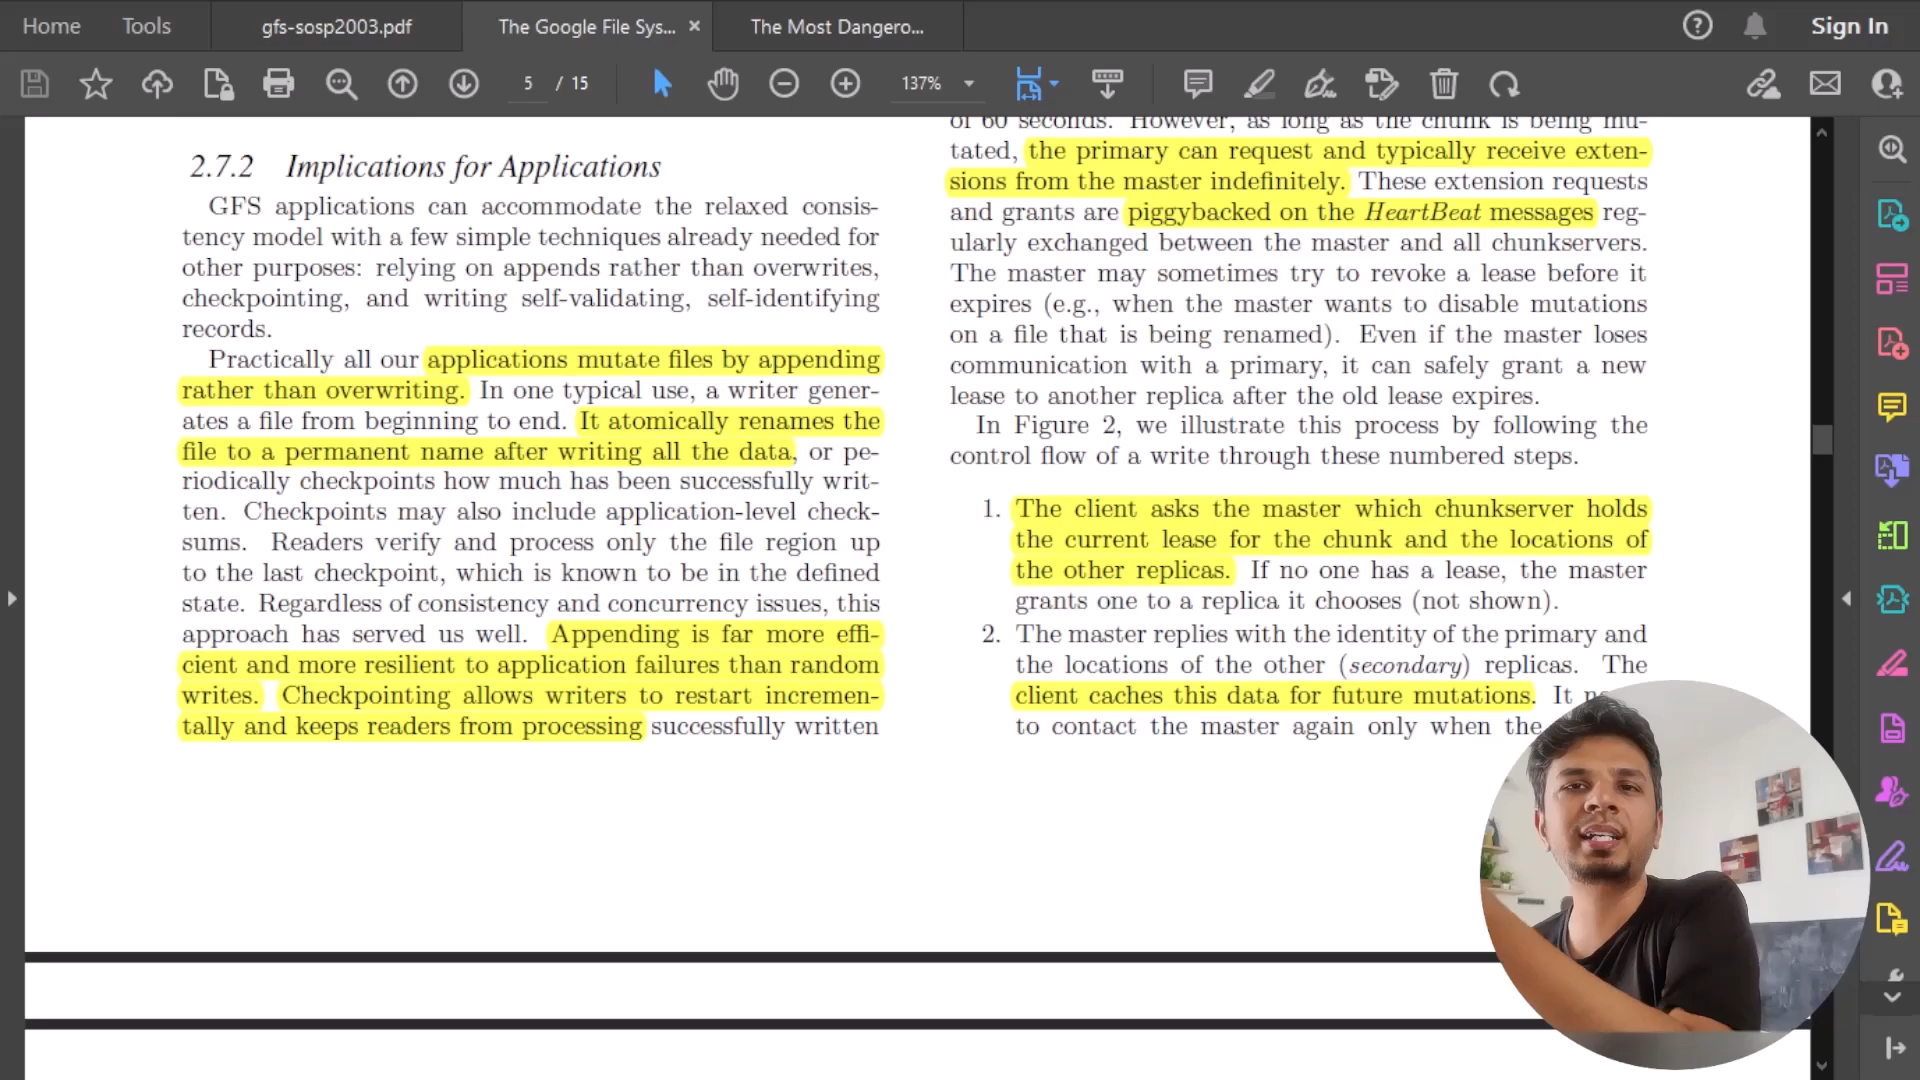 Home Tools gfs-sosp2003.pdf The Google File Sys... × The Most Dangero... Sign In
5 / 15 137%
2.7.2 Implications for Applications
GFS applications can accommodate the relaxed consis-
tency model with a few simple techniques already needed for
other purposes: relying on appends rather than overwrites,
checkpointing, and writing self-validating, self-identifying
records.
Practically all our applications mutate files by appending
rather than overwriting. In one typical use, a writer gener-
ates a file from beginning to end. It atomically renames the
file to a permanent name after writing all the data, or pe-
riodically checkpoints how much has been successfully writ-
ten. Checkpoints may also include application-level check-
sums. Readers verify and process only the file region up
to the last checkpoint, which is known to be in the defined
state. Regardless of consistency and concurrency issues, this
approach has served us well. Appending is far more effi-
cient and more resilient to application failures than random
writes. Checkpointing allows writers to restart incremen-
tally and keeps readers from processing successfully written
of 60 seconds. However, as long as the chunk is being mu-
tated, the primary can request and typically receive exten-
sions from the master indefinitely. These extension requests
and grants are piggybacked on the HeartBeat messages reg-
ularly exchanged between the master and all chunkservers.
The master may sometimes try to revoke a lease before it
expires (e.g., when the master wants to disable mutations
on a file that is being renamed). Even if the master loses
communication with a primary, it can safely grant a new
lease to another replica after the old lease expires.
In Figure 2, we illustrate this process by following the
control flow of a write through these numbered steps.
1. The client asks the master which chunkserver holds
the current lease for the chunk and the locations of
the other replicas. If no one has a lease, the master
grants one to a replica it chooses (not shown).
2. The master replies with the identity of the primary and
the locations of the other (secondary) replicas. The
client caches this data for future mutations. It
to contact the master again only when the